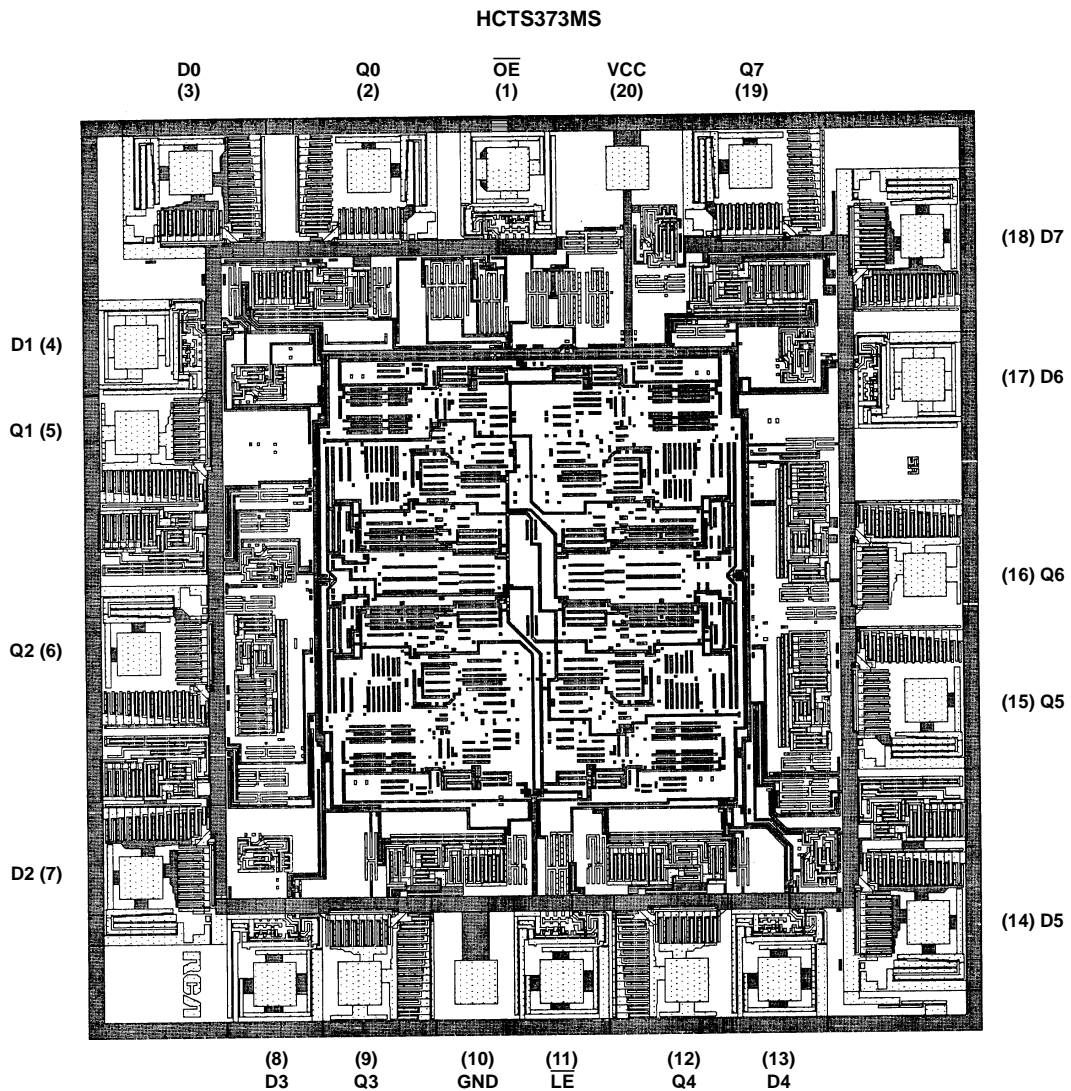 HCTS373MS
D0 Q0 OE VCC Q7
(3) (2) (1) (20) (19)
(18) D7
D1 (4)
(17) D6
Q1 (5)
(16) Q6
Q2 (6)
(15) Q5
D2 (7)
(14) D5
RCA
(8) (9) (10) (11) (12) (13)
D3 Q3 GND LE Q4 D4